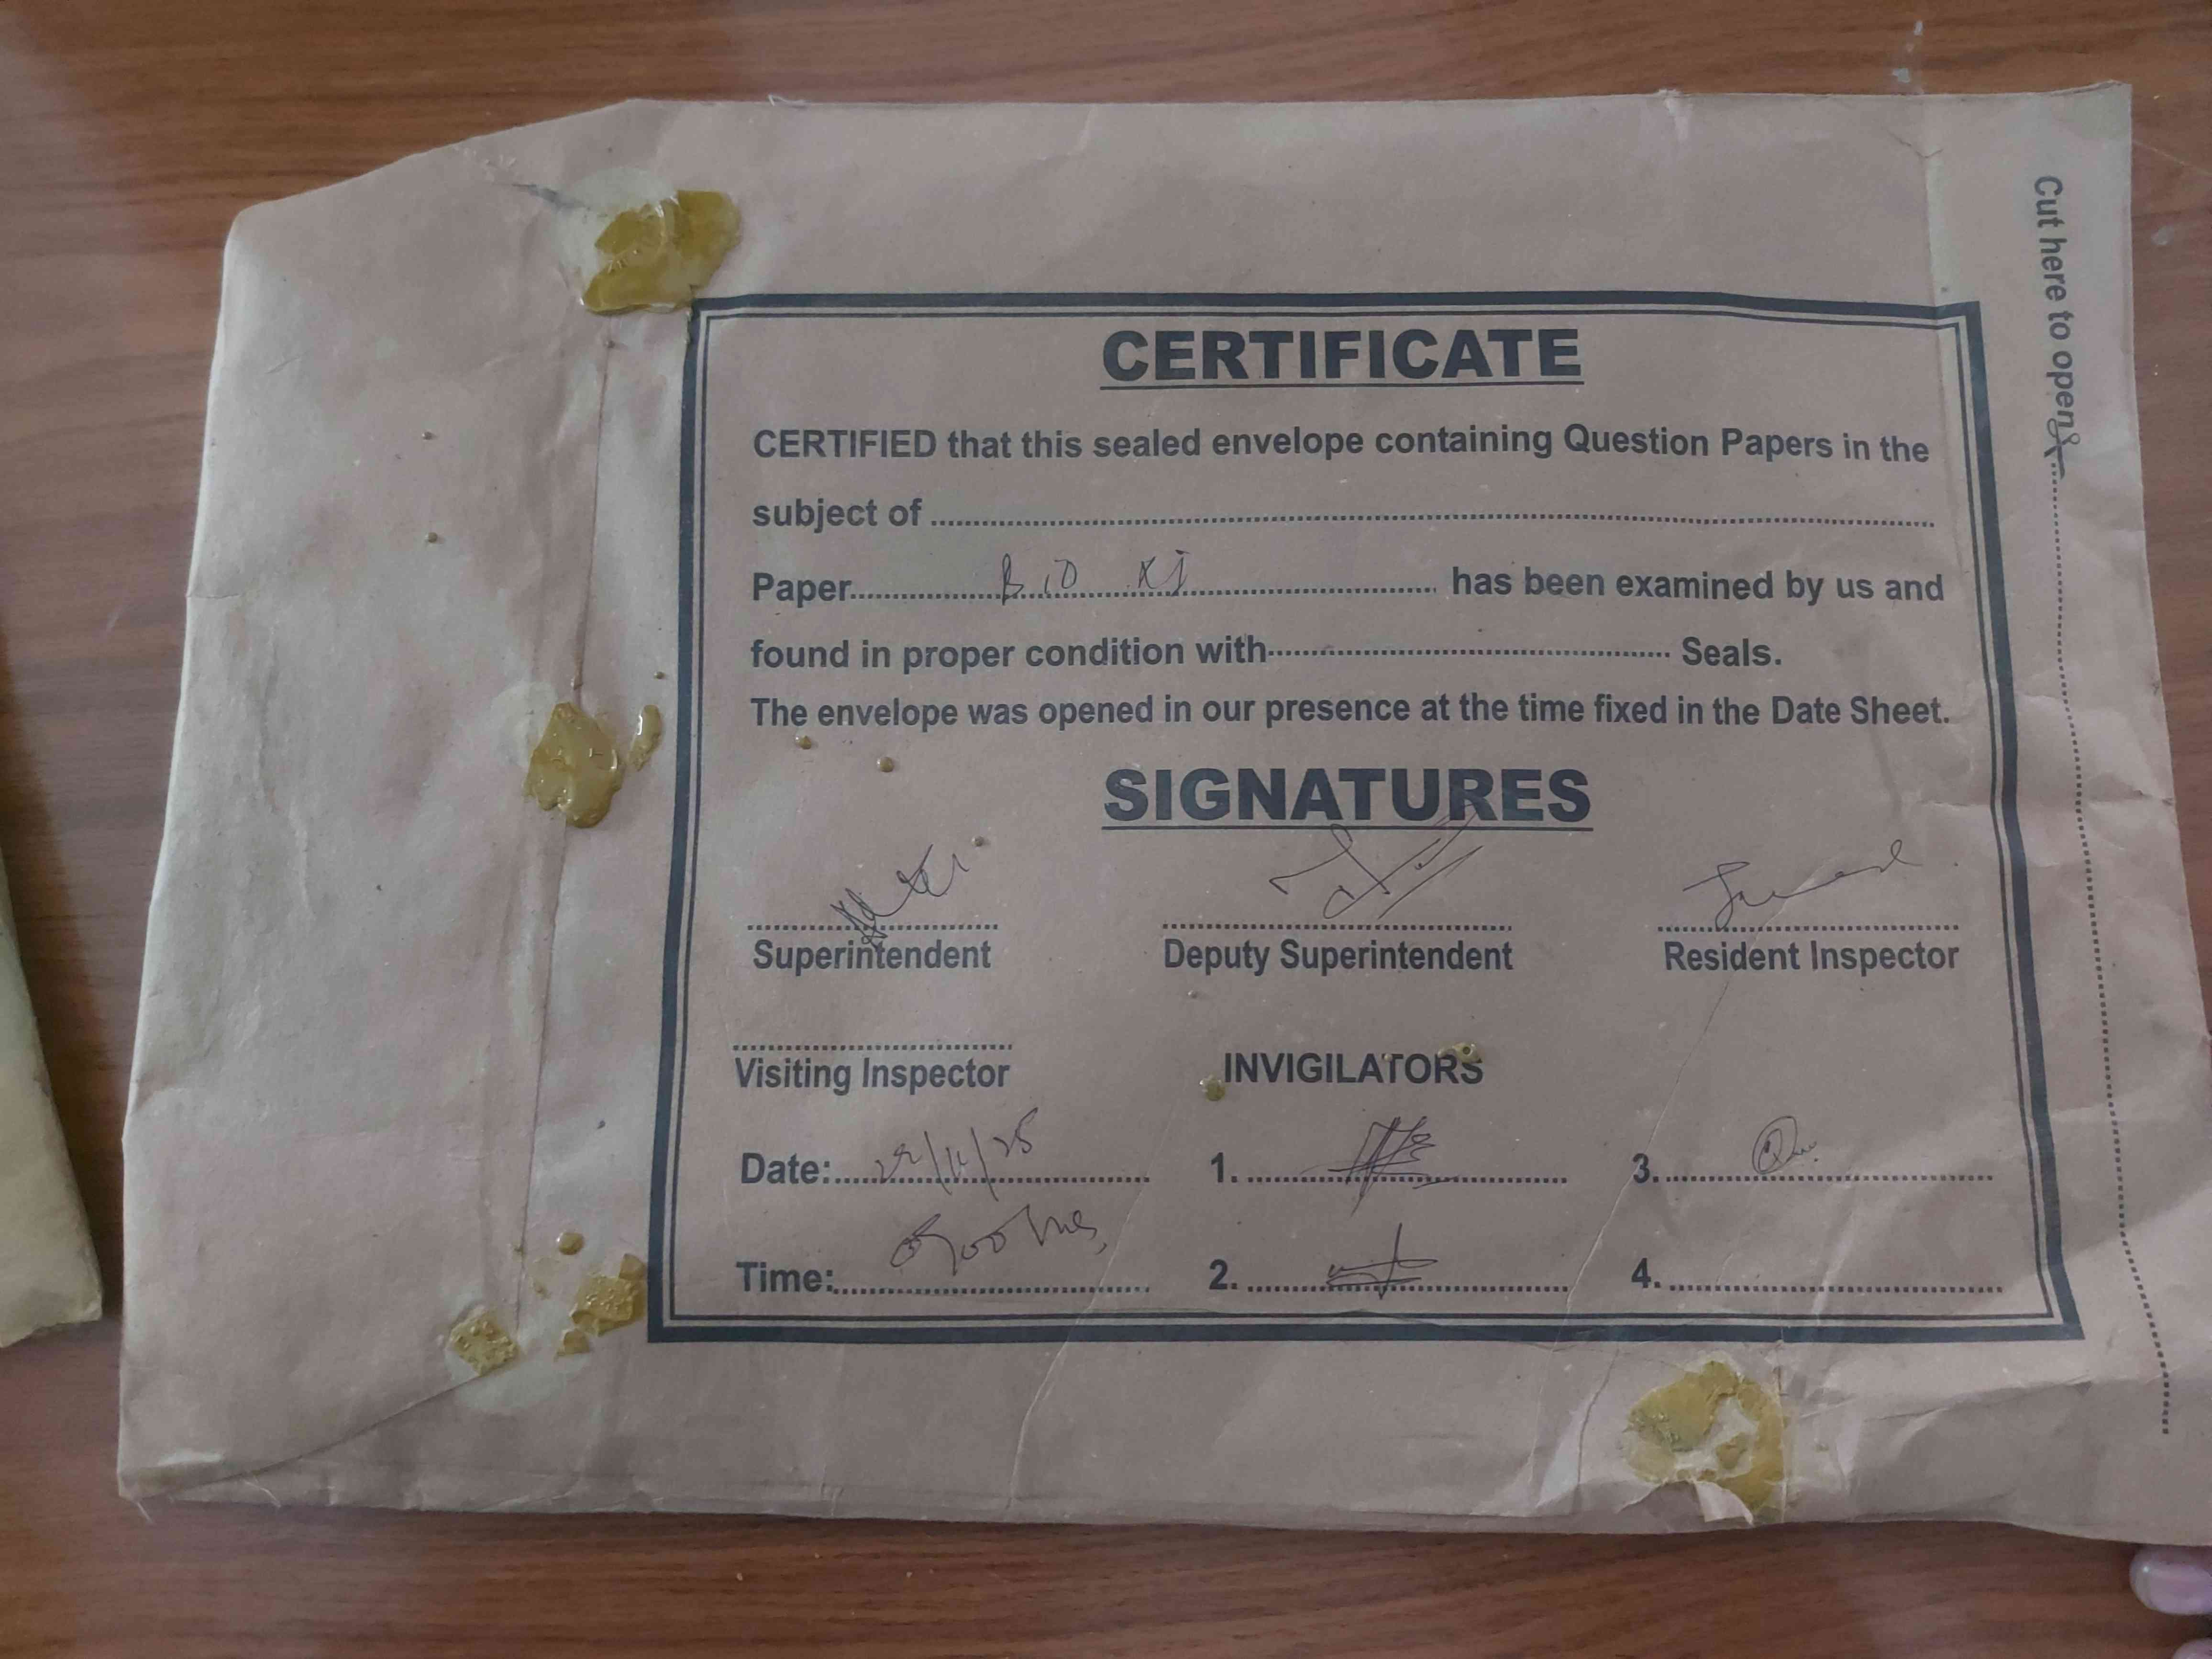 CERTIFICATE
CERTIFIED that this sealed envelope containing Question Papers in the
subject of
Paper B io XI has been examined by us and
found in proper condition with Seals.
The envelope was opened in our presence at the time fixed in the Date Sheet.
SIGNATURES
Superintendent Deputy Superintendent Resident Inspector
Visiting Inspector INVIGILATORS
Date: 1. 3.
Time: 2. 4.
Cut here to open